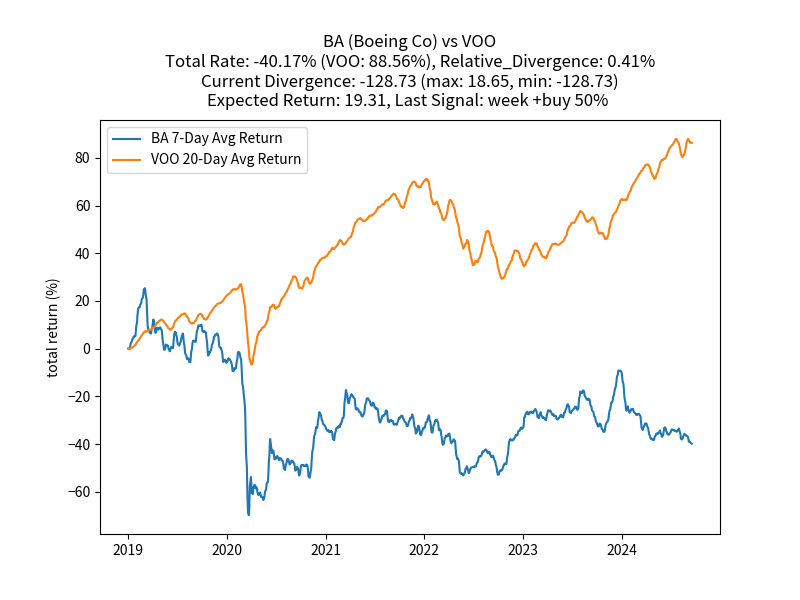 BA (Boeing Co) vs VOO
Total Rate: -40.17% (VOO: 88.56%), Relative_Divergence: 0.41%
Current Divergence: -128.73 (max: 18.65, min: -128.73)
Expected Return: 19.31, Last Signal: week +buy 50%
BA 7-Day Avg Return
VOO 20-Day Avg Return
total return (%)
80
60
40
20
0
−20
−40
−60
2019
2020
2021
2022
2023
2024